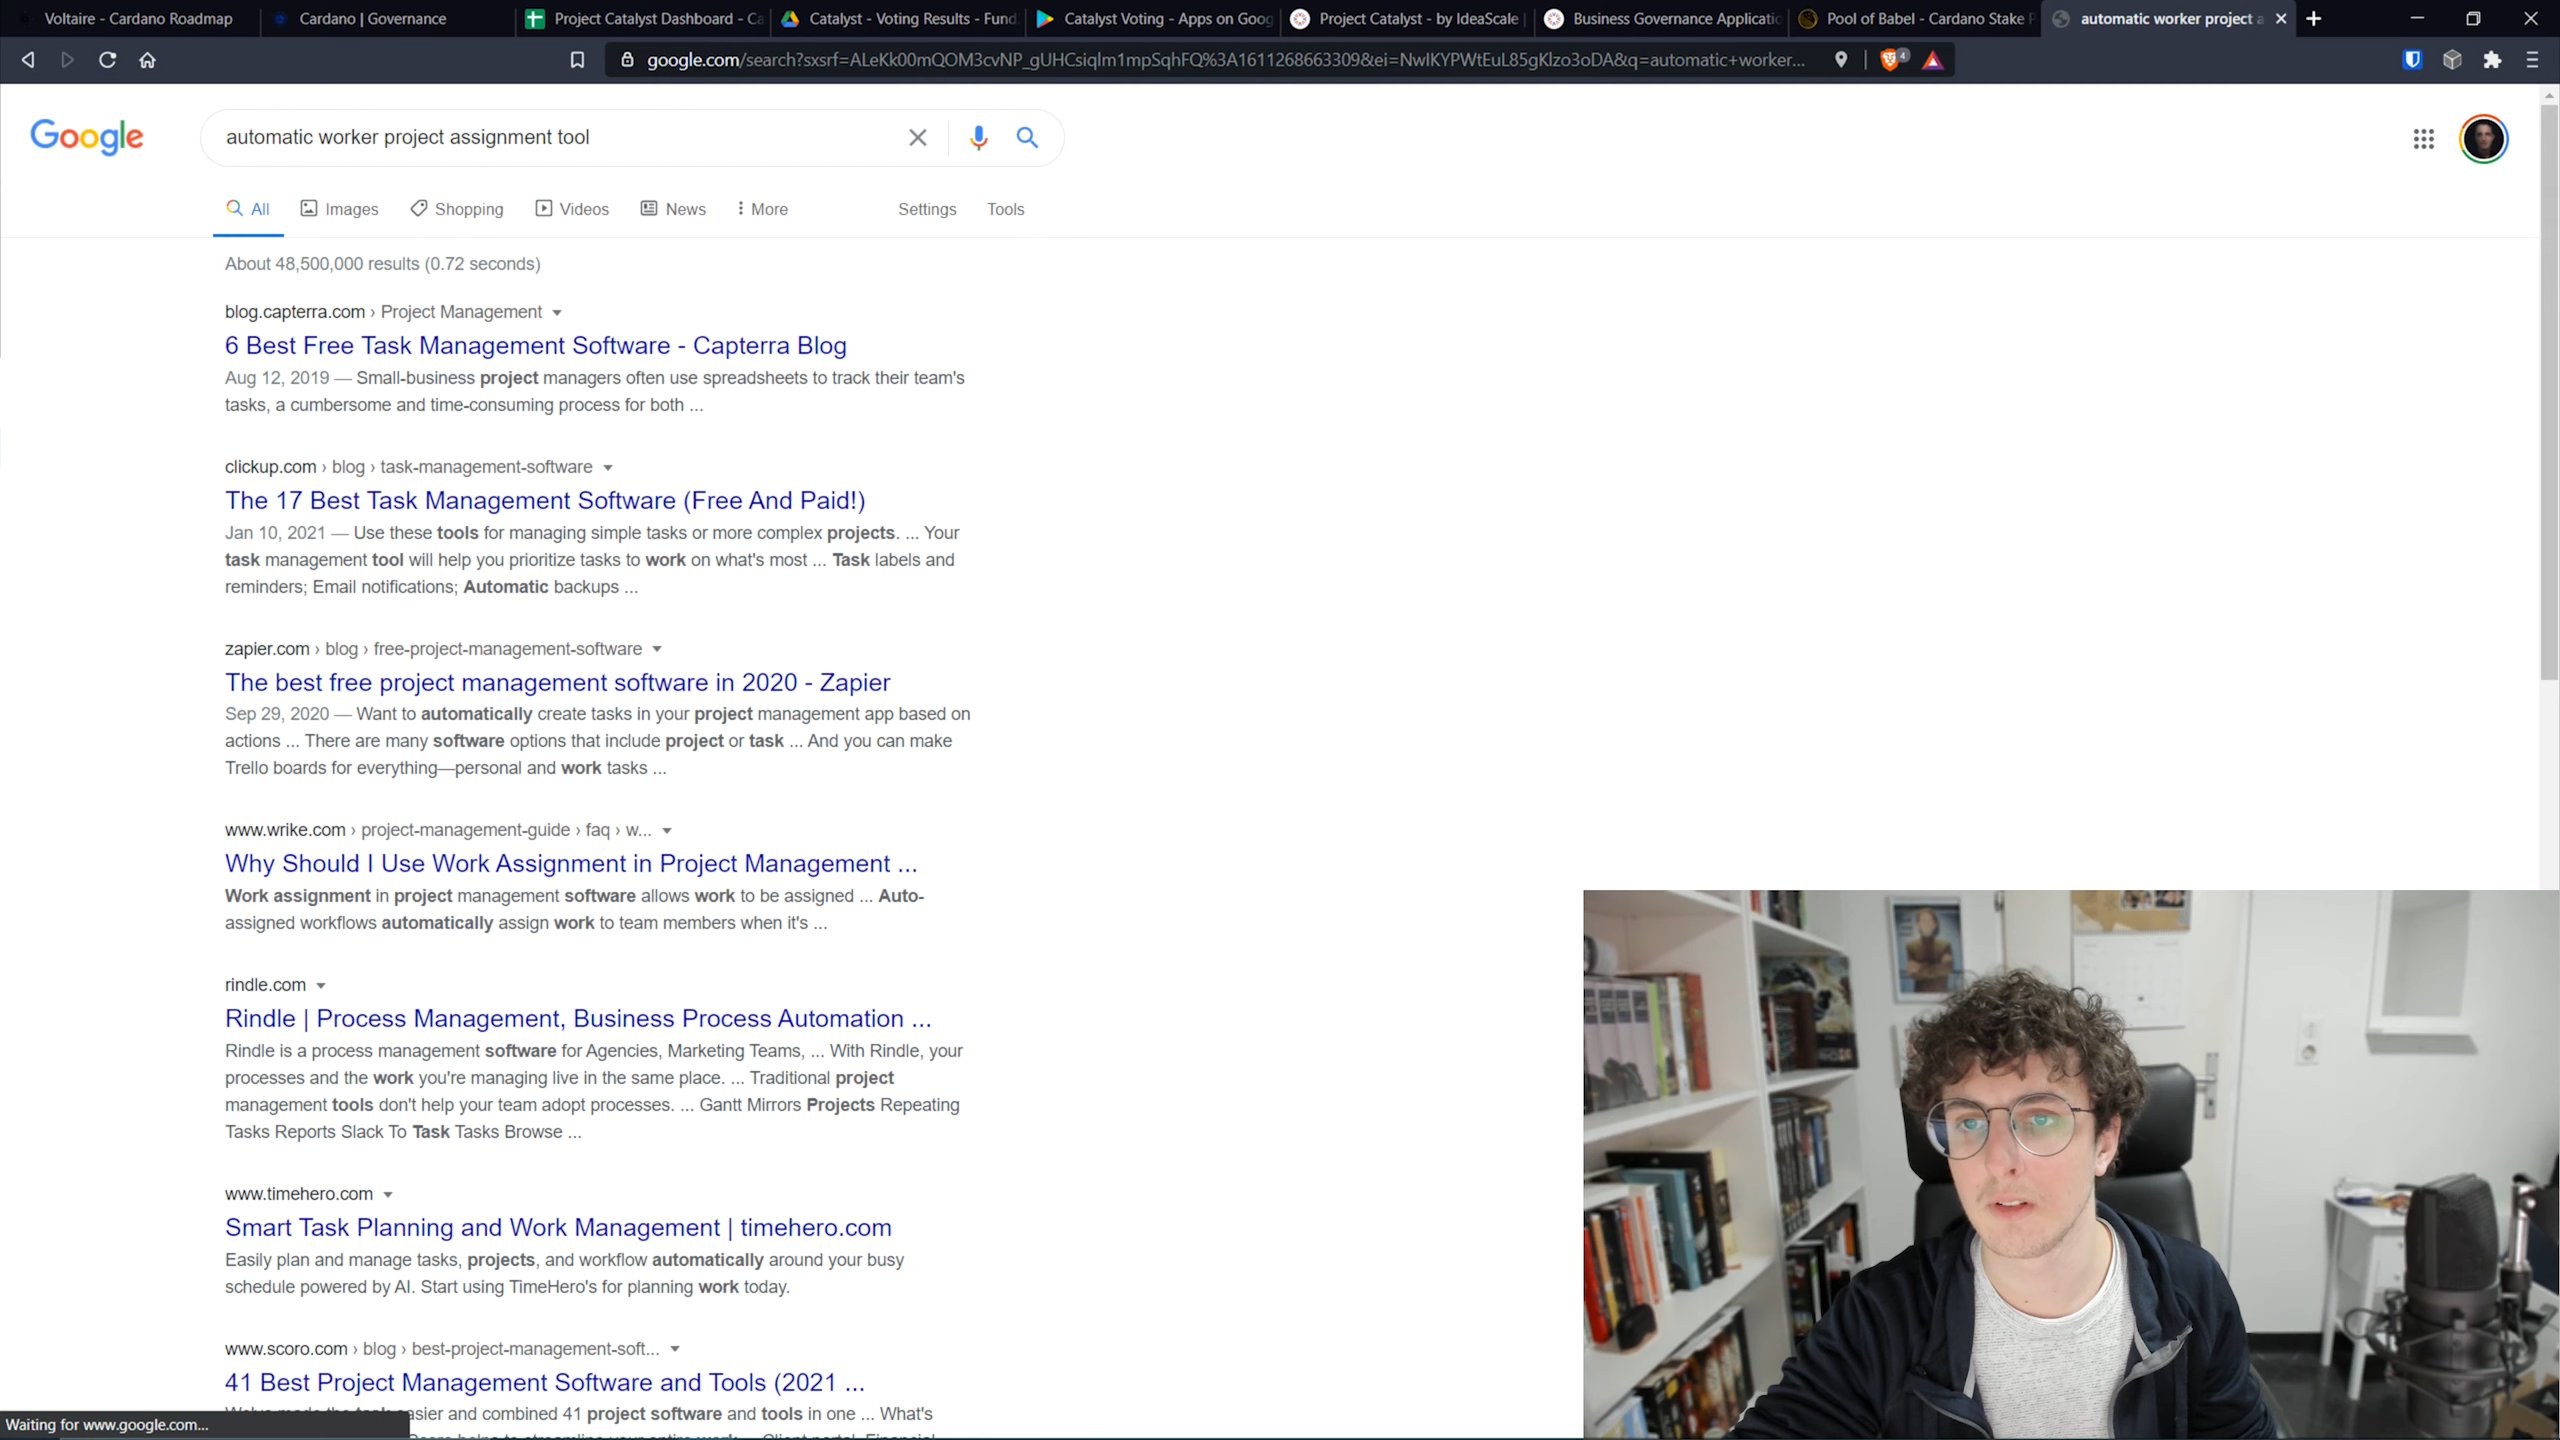 Voltaire - Cardano Roadmap
Cardano | Governance
Project Catalyst Dashboard - Ca
Catalyst - Voting Results - Fund
Catalyst Voting - Apps on Goog
Project Catalyst - by IdeaScale
Business Governance Applicatio
Pool of Babel - Cardano Stake P
automatic worker project a
google.com/search?sxsrf=ALeKk00mQOM3cvNP_gUHCsiqlm1mpSqhFQ%3A1611268663309&ei=NwlKYPWtEuL85gKlzo3oDA&q=automatic+worker...
4
Google
automatic worker project assignment tool
All Images Shopping Videos News More Settings Tools
About 48,500,000 results (0.72 seconds)
blog.capterra.com › Project Management
6 Best Free Task Management Software - Capterra Blog
Aug 12, 2019 — Small-business project managers often use spreadsheets to track their team's
tasks, a cumbersome and time-consuming process for both ...
clickup.com › blog › task-management-software
The 17 Best Task Management Software (Free And Paid!)
Jan 10, 2021 — Use these tools for managing simple tasks or more complex projects. ... Your
task management tool will help you prioritize tasks to work on what's most ... Task labels and
reminders; Email notifications; Automatic backups ...
zapier.com › blog › free-project-management-software
The best free project management software in 2020 - Zapier
Sep 29, 2020 — Want to automatically create tasks in your project management app based on
actions ... There are many software options that include project or task ... And you can make
Trello boards for everything—personal and work tasks ...
www.wrike.com › project-management-guide › faq › w...
Why Should I Use Work Assignment in Project Management ...
Work assignment in project management software allows work to be assigned ... Auto-
assigned workflows automatically assign work to team members when it's ...
rindle.com
Rindle | Process Management, Business Process Automation ...
Rindle is a process management software for Agencies, Marketing Teams, ... With Rindle, your
processes and the work you're managing live in the same place. ... Traditional project
management tools don't help your team adopt processes. ... Gantt Mirrors Projects Repeating
Tasks Reports Slack To Task Tasks Browse ...
www.timehero.com
Smart Task Planning and Work Management | timehero.com
Easily plan and manage tasks, projects, and workflow automatically around your busy
schedule powered by AI. Start using TimeHero's for planning work today.
www.scoro.com › blog › best-project-management-soft...
41 Best Project Management Software and Tools (2021 ...
easier and combined 41 project software and tools in one ... What's
Waiting for www.google.com...